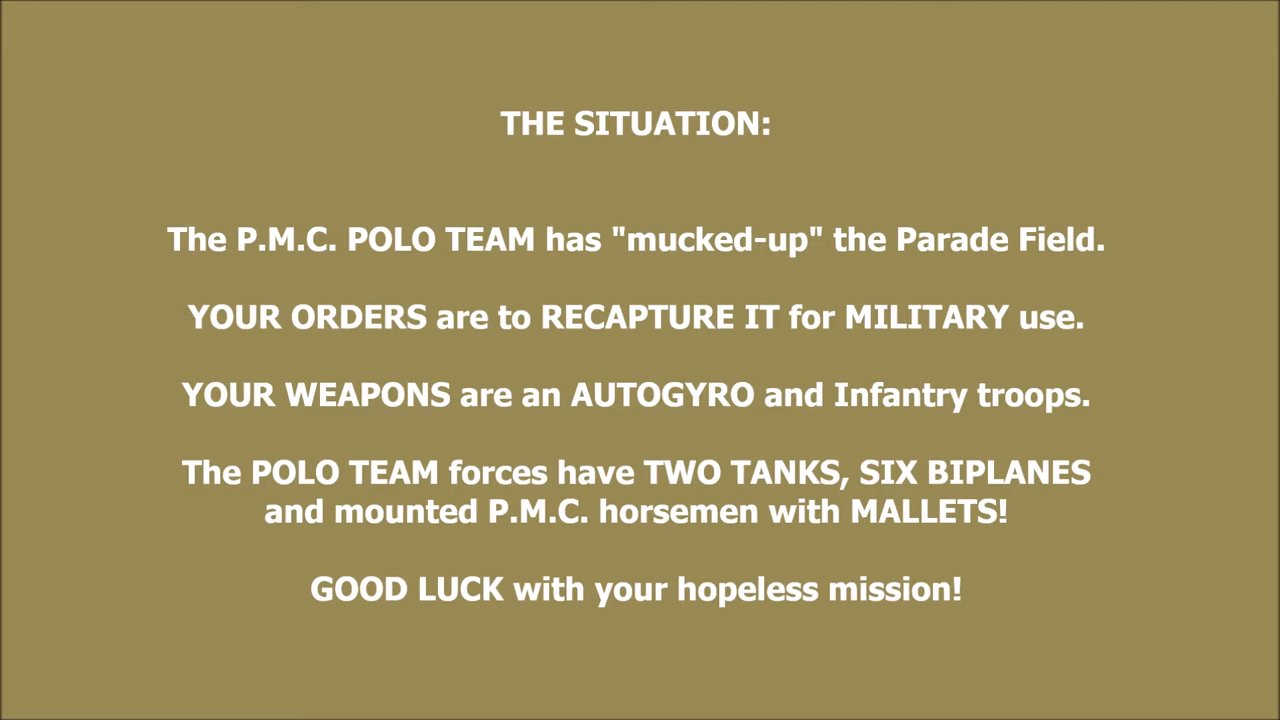 THE SITUATION:
The P.M.C. POLO TEAM has "mucked-up" the Parade Field.
YOUR ORDERS are to RECAPTURE IT for MILITARY use.
YOUR WEAPONS are an AUTOGYRO and Infantry troops.
The POLO TEAM forces have TWO TANKS, SIX BIPLANES
and mounted P.M.C. horsemen with MALLETS!
GOOD LUCK with your hopeless mission!